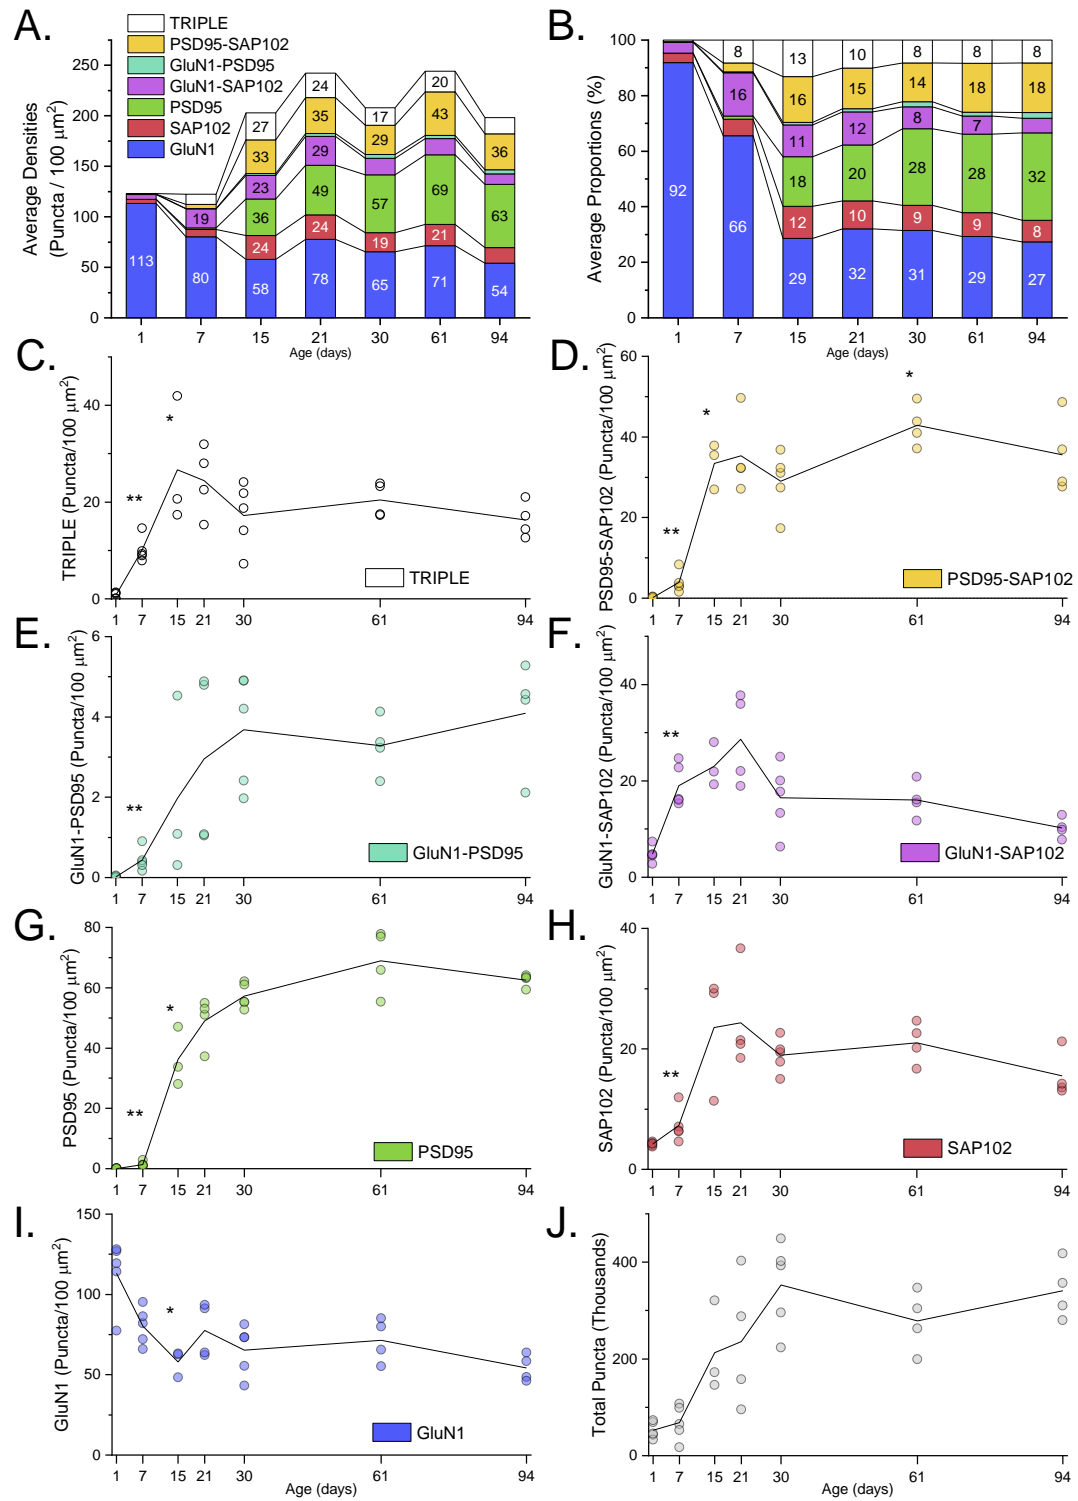 A.
TRIPLE
PSD95-SAP102
GluN1-PSD95
GluN1-SAP102
PSD95
SAP102
GluN1
Average Densities
(Puncta / 100 μm²)
250
200
150
100
50
0
113
19
80
27
33
23
36
24
58
24
35
29
49
24
78
17
29
57
19
65
20
43
69
21
71
36
63
54
1 7 15 21 30 61 94
Age (days)
B.
Average Proportions (%)
100
80
60
40
20
0
92
8
16
66
13
16
11
18
12
29
10
15
12
20
10
32
8
14
8
28
9
31
8
18
7
28
9
29
8
18
32
8
27
1 7 15 21 30 61 94
Age (days)
C.
TRIPLE (Puncta/100 μm²)
40
20
0
**
*
TRIPLE
1 7 15 21 30 61 94
D.
PSD95-SAP102 (Puncta/100 μm²)
60
40
20
0
**
*
*
PSD95-SAP102
1 7 15 21 30 61 94
E.
GluN1-PSD95 (Puncta/100 μm²)
6
4
2
0
**
GluN1-PSD95
1 7 15 21 30 61 94
F.
GluN1-SAP102 (Puncta/100 μm²)
40
20
0
**
GluN1-SAP102
1 7 15 21 30 61 94
G.
PSD95 (Puncta/100 μm²)
80
60
40
20
0
**
*
PSD95
1 7 15 21 30 61 94
H.
SAP102 (Puncta/100 μm²)
40
20
0
**
SAP102
1 7 15 21 30 61 94
I.
GluN1 (Puncta/100 μm²)
150
100
50
0
*
GluN1
1 7 15 21 30 61 94
Age (days)
J.
Total Puncta (Thousands)
400
200
0
1 7 15 21 30 61 94
Age (days)